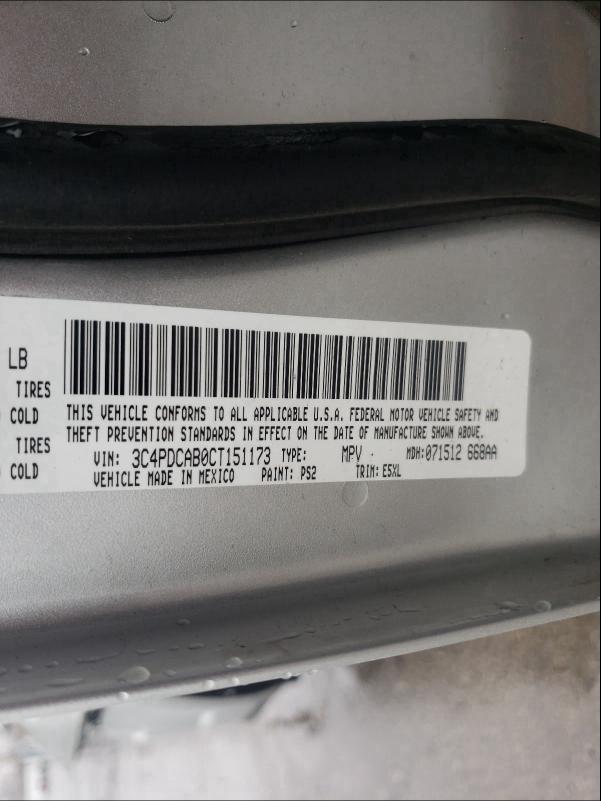 LB
TIRES
COLD
TIRES
COLD
THIS VEHICLE CONFORMS TO ALL APPLICABLE U.S.A. FEDERAL MOTOR VEHICLE SAFETY AND
THEFT PREVENTION STANDARDS IN EFFECT ON THE DATE OF MANUFACTURE SHOWN ABOVE.
VIN: 3C4PDCAB0CT151173 TYPE: MPV MDH:071512 668AA
VEHICLE MADE IN MEXICO PAINT: PS2 TRIM: E5XL